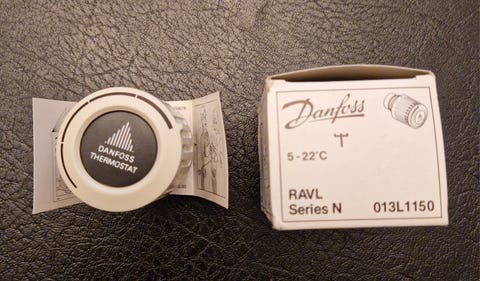 DANFOSS
THERMOSTAT
Danfoss
5-22°C
RAVL
Series N 013L1150